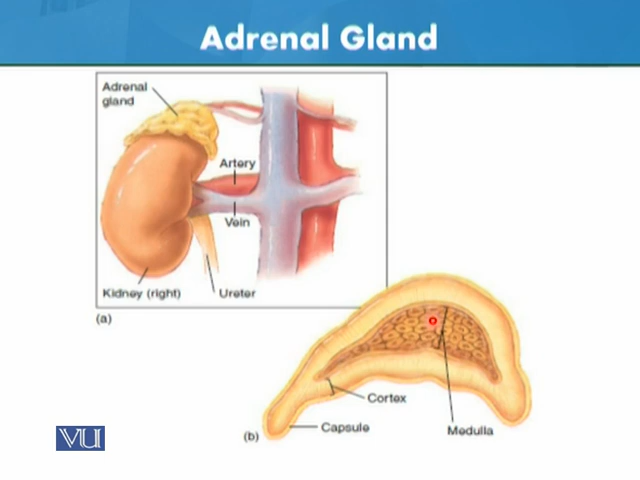 Adrenal Gland
Adrenal
gland
Artery
Vein
Kidney (right)
Ureter
(a)
Cortex
Capsule
Medulla
(b)
VU